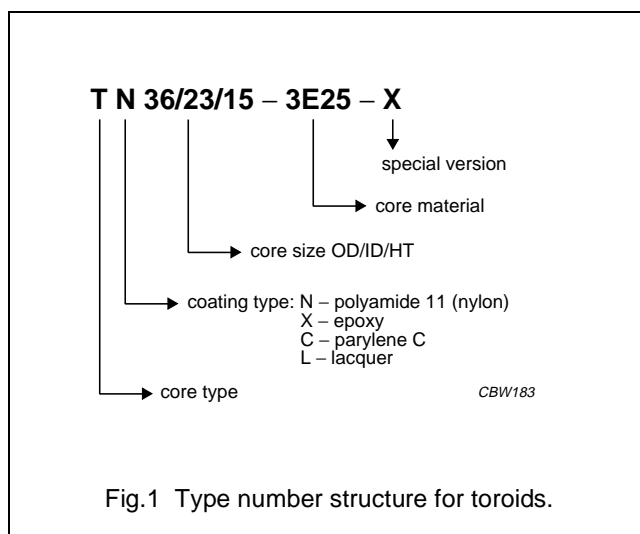 T N 36/23/15 – 3E25 – X
special version
core material
core size OD/ID/HT
coating type: N – polyamide 11 (nylon)
X – epoxy
C – parylene C
L – lacquer
core type
CBW183
Fig.1 Type number structure for toroids.